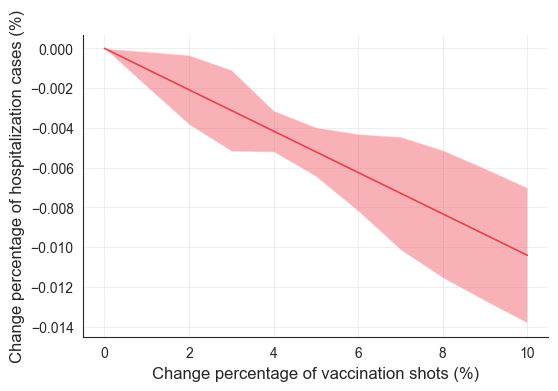 Change percentage of hospitalization cases (%)
0.000
−0.002
−0.004
−0.006
−0.008
−0.010
−0.012
−0.014
0 2 4 6 8 10
Change percentage of vaccination shots (%)